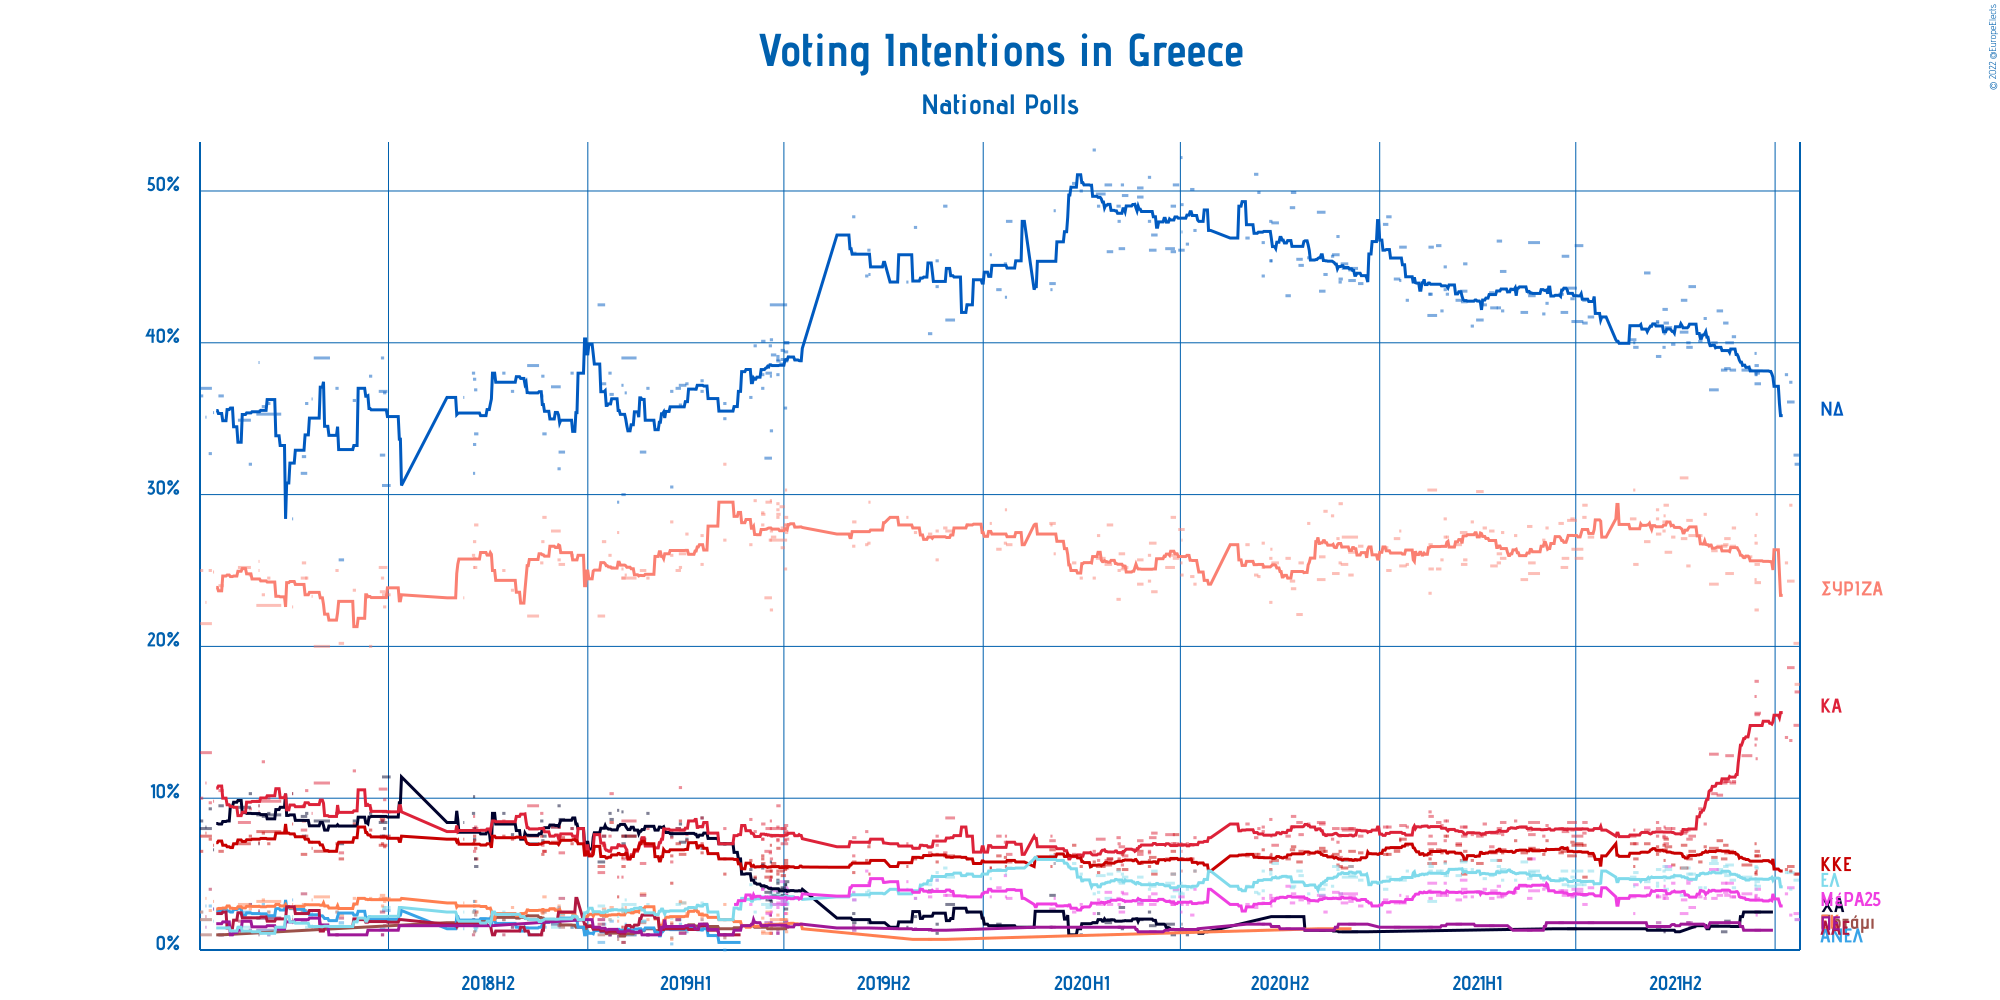 © 2022 @EuropeElects
Voting Intentions in Greece
National Polls
50%
40%
30%
20%
10%
0%
ΝΔ
ΣΥΡΙΖΑ
ΚΑ
ΚΚΕ
ΕΛ
ΜέΡΑ25
ΧΑ
ΑΝΕΛ
2018H2
2019H1
2019H2
2020H1
2020H2
2021H1
2021H2